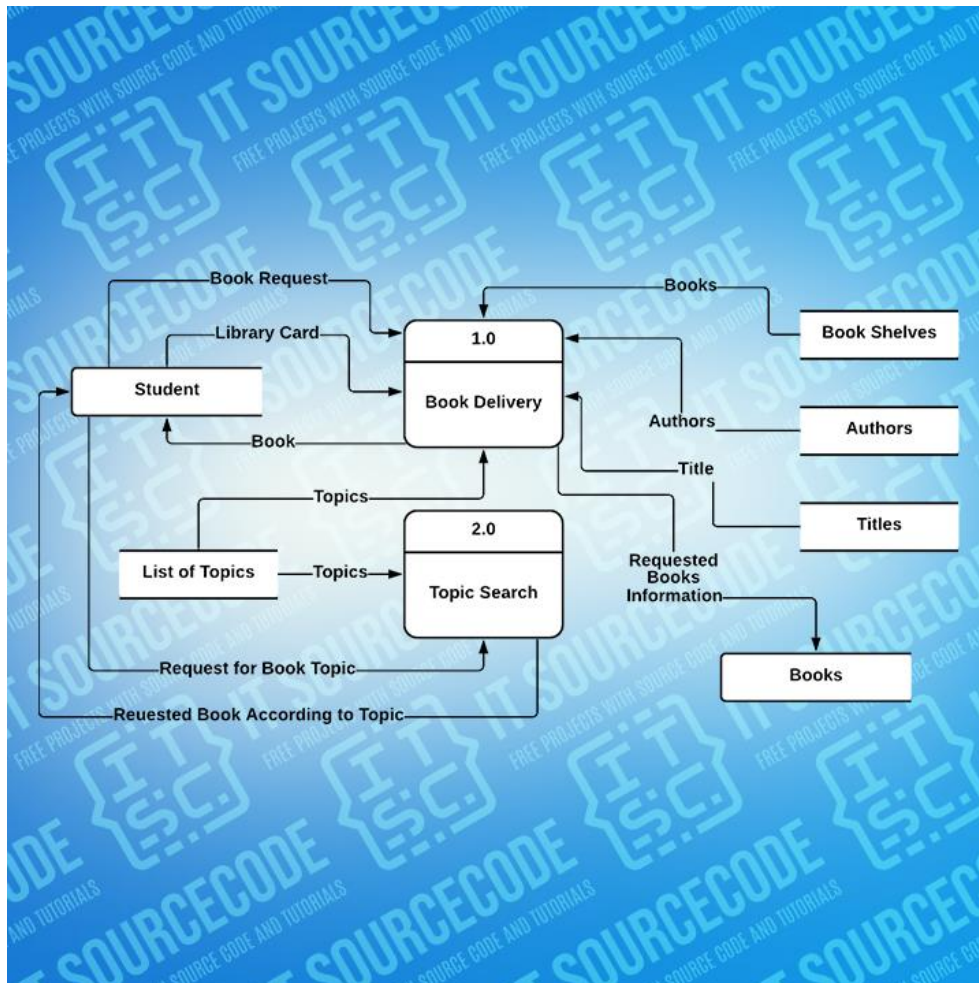 IT SOURCECODE
FREE PROJECTS WITH SOURCE CODE AND TUTORIALS
Book Request
Books
Library Card
1.0
Book Shelves
Student
Book Delivery
Authors
Authors
Book
Title
Topics
2.0
Titles
List of Topics
Topics
Topic Search
Requested
Books
Information
Request for Book Topic
Books
Reuested Book According to Topic